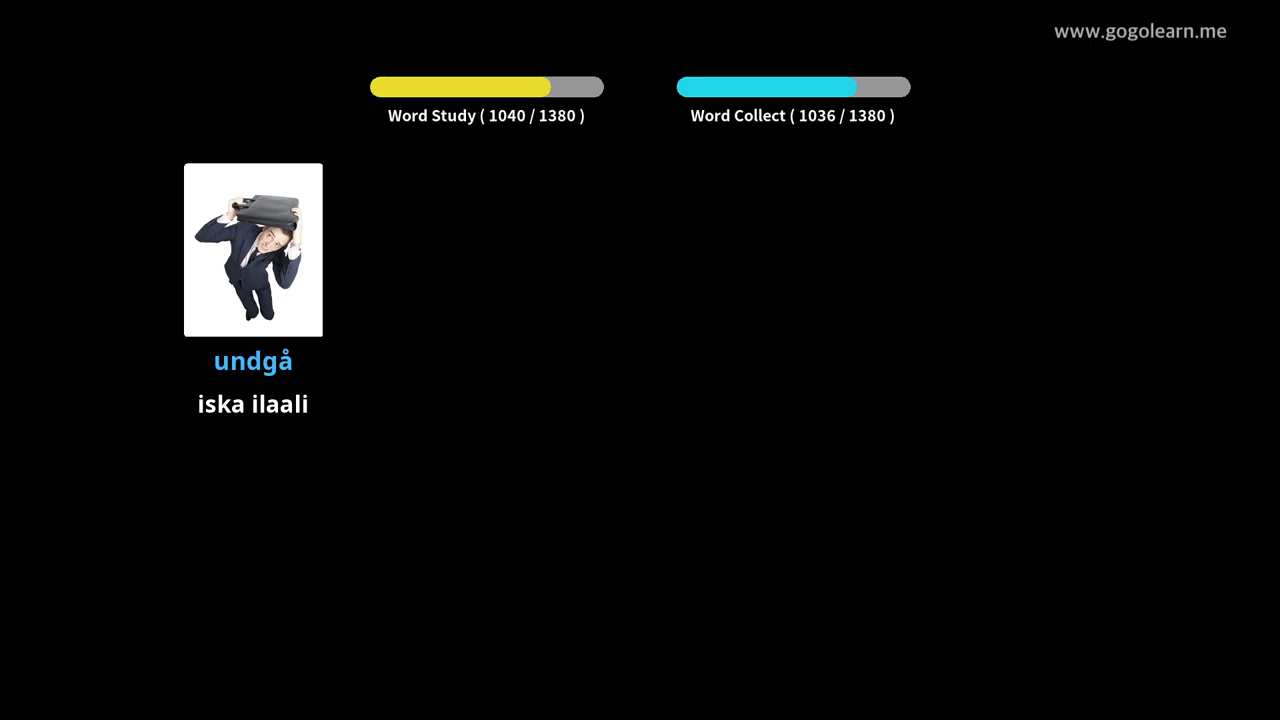 www.gogolearn.me
Word Study ( 1040 / 1380 )
Word Collect ( 1036 / 1380 )
undgå
iska ilaali